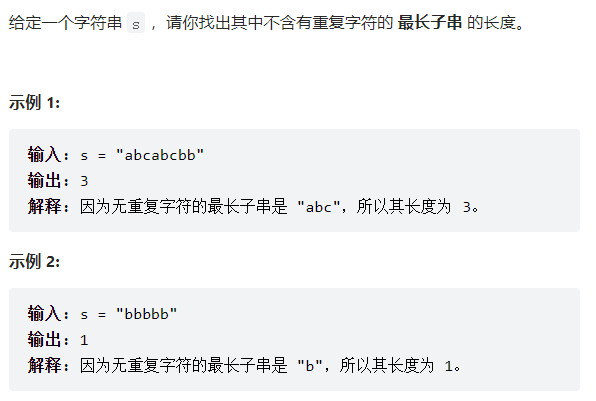 给定一个字符串 s ，请你找出其中不含有重复字符的 最长子串 的长度。
示例 1:
输入: s = "abcabcbb"
输出: 3
解释: 因为无重复字符的最长子串是 "abc"，所以其长度为 3。
示例 2:
输入: s = "bbbbb"
输出: 1
解释: 因为无重复字符的最长子串是 "b"，所以其长度为 1。